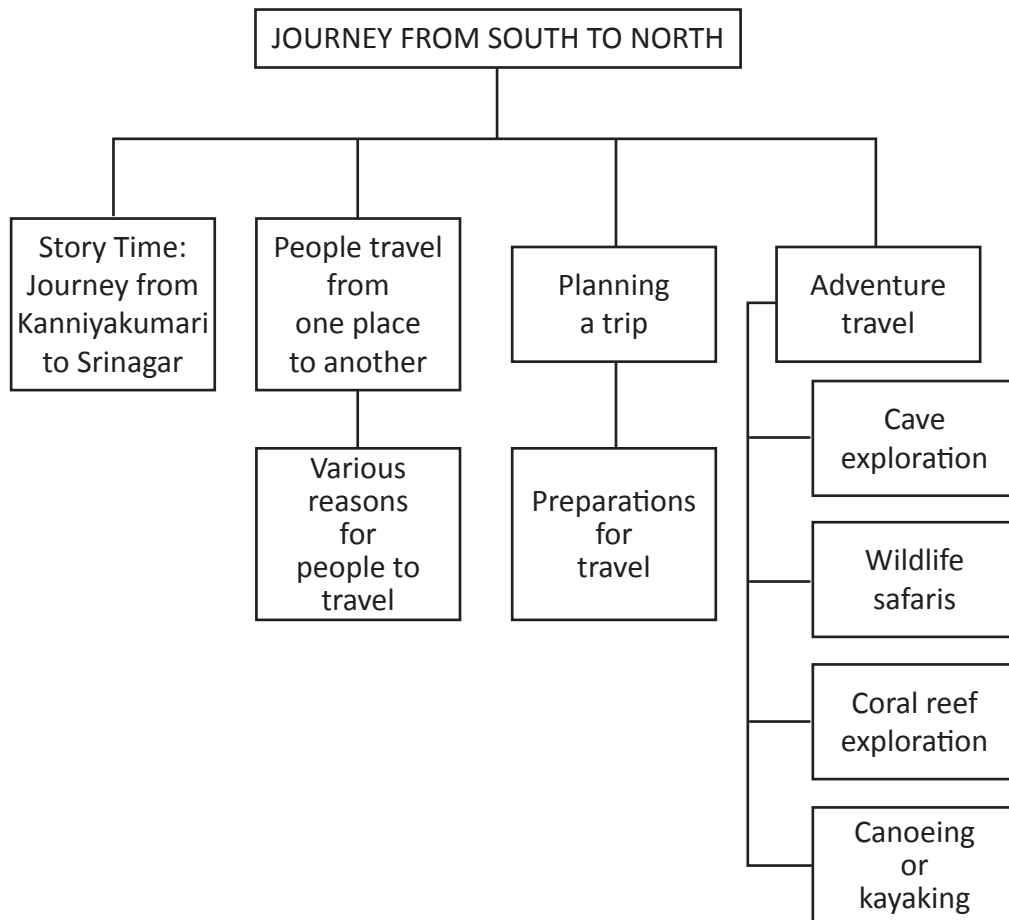 JOURNEY FROM SOUTH TO NORTH
Story Time:
Journey from
Kanniyakumari
to Srinagar
People travel
from
one place
to another
Various
reasons
for
people to
travel
Planning
a trip
Preparations
for
travel
Adventure
travel
Cave
exploration
Wildlife
safaris
Coral reef
exploration
Canoeing
or
kayaking